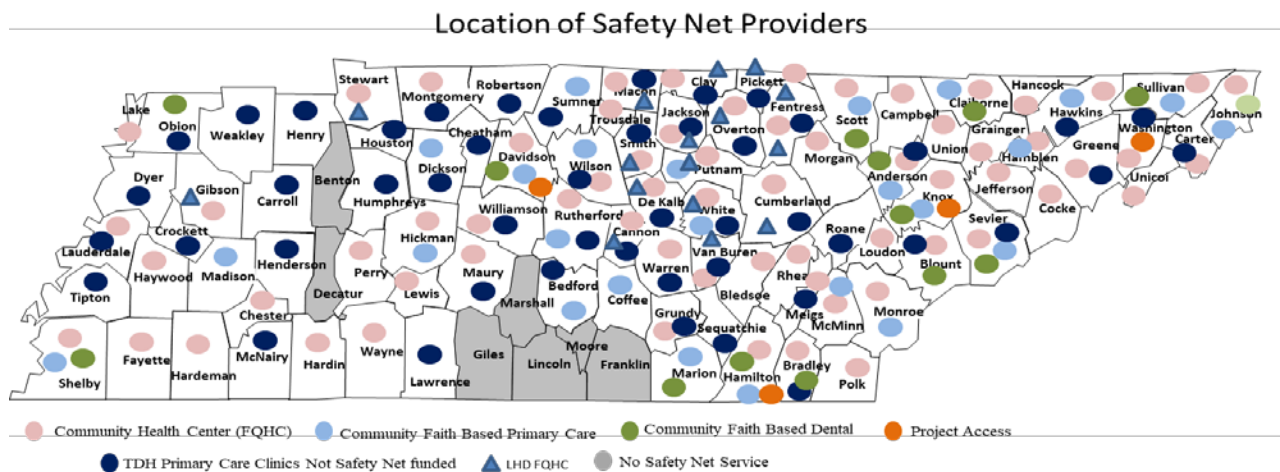 Location of Safety Net Providers
Stewart
Montgomery
Robertson
Sumner
Macon
Clay
Pickett
Hancock
Sullivan
Lake
Obion
Weakley
Henry
Houston
Cheatham
Trousdale
Jackson
Fentress
Scott
Campbell
Claiborne
Hawkins
Washington
Johnson
Dyer
Gibson
Carroll
Benton
Humphreys
Dickson
Davidson
Wilson
Smith
Overton
Putnam
Morgan
Union
Grainger
Hamblen
Greene
Carter
Unicoi
Anderson
Knox
Jefferson
Cocke
Lauderdale
Crockett
Williamson
Rutherford
De Kalb
White
Cumberland
Roane
Sevier
Haywood
Madison
Henderson
Perry
Hickman
Cannon
Van Buren
Loudon
Blount
Tipton
Chester
Decatur
Lewis
Maury
Marshall
Bedford
Coffee
Warren
Bledsoe
Rhea
Meigs
McMinn
Monroe
Shelby
Fayette
Hardeman
McNairy
Hardin
Wayne
Lawrence
Giles
Lincoln
Moore
Franklin
Grundy
Sequatchie
Marion
Hamilton
Bradley
Polk
Community Health Center (FQHC)
Community Faith Based Primary Care
Community Faith Based Dental
Project Access
TDH Primary Care Clinics Not Safety Net funded
LHD FQHC
No Safety Net Service